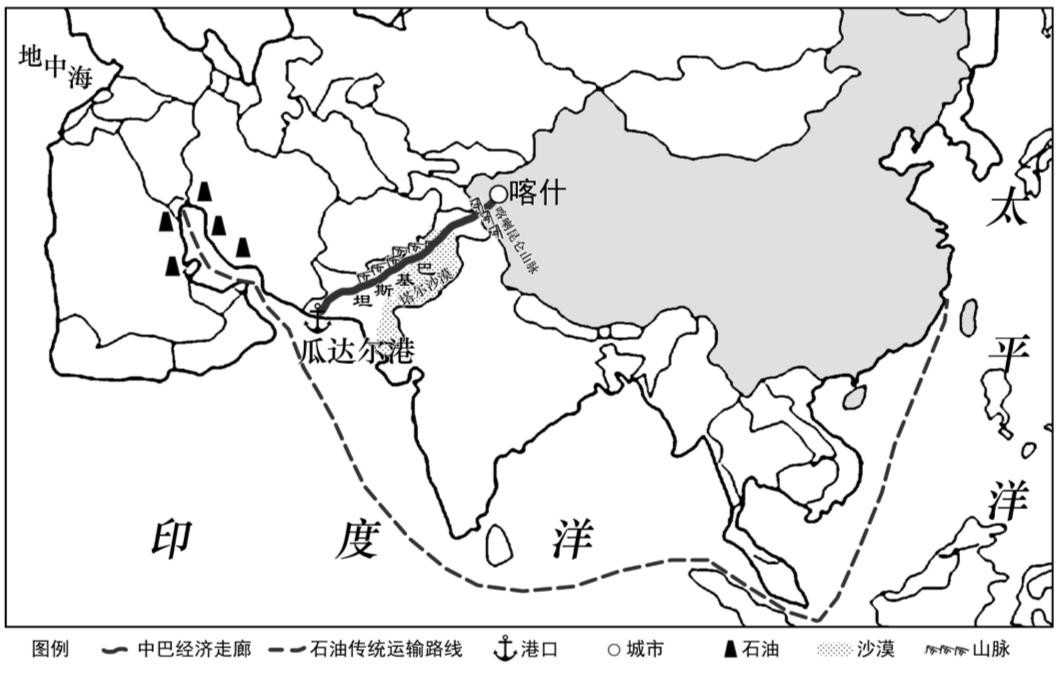 地中海
喀什
喀喇昆仑山脉
太平洋
巴基斯坦
塔尔沙漠
瓜达尔港
印度洋
图例 中巴经济走廊 石油传统运输路线 港口 城市 石油 沙漠 山脉